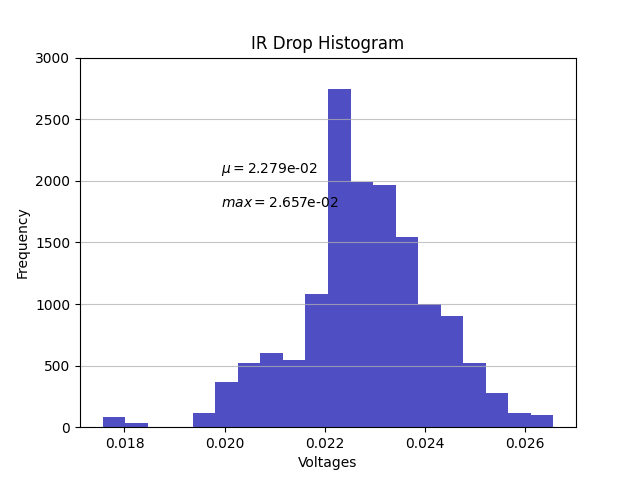 IR Drop Histogram
3000
2500
2000
1500
1000
500
0
Frequency
μ = 2.279e-02
max = 2.657e-02
0.018 0.020 0.022 0.024 0.026
Voltages